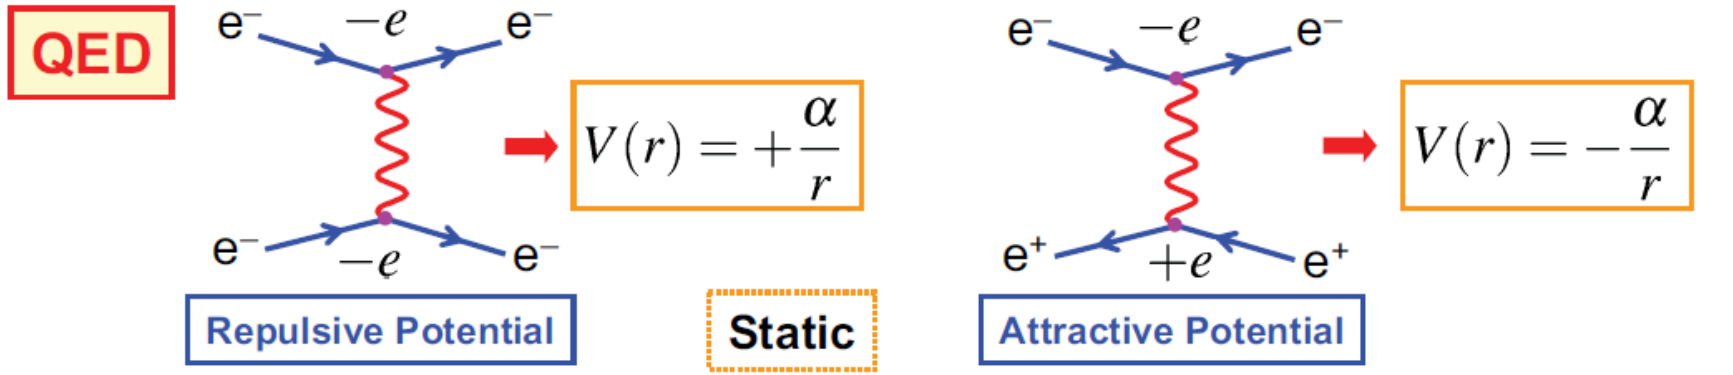 QED
e⁻ −e e⁻
e⁻ −e e⁻
V(r) = +α/r
Repulsive Potential
Static
e⁻ −e e⁻
e⁺ +e e⁺
V(r) = −α/r
Attractive Potential